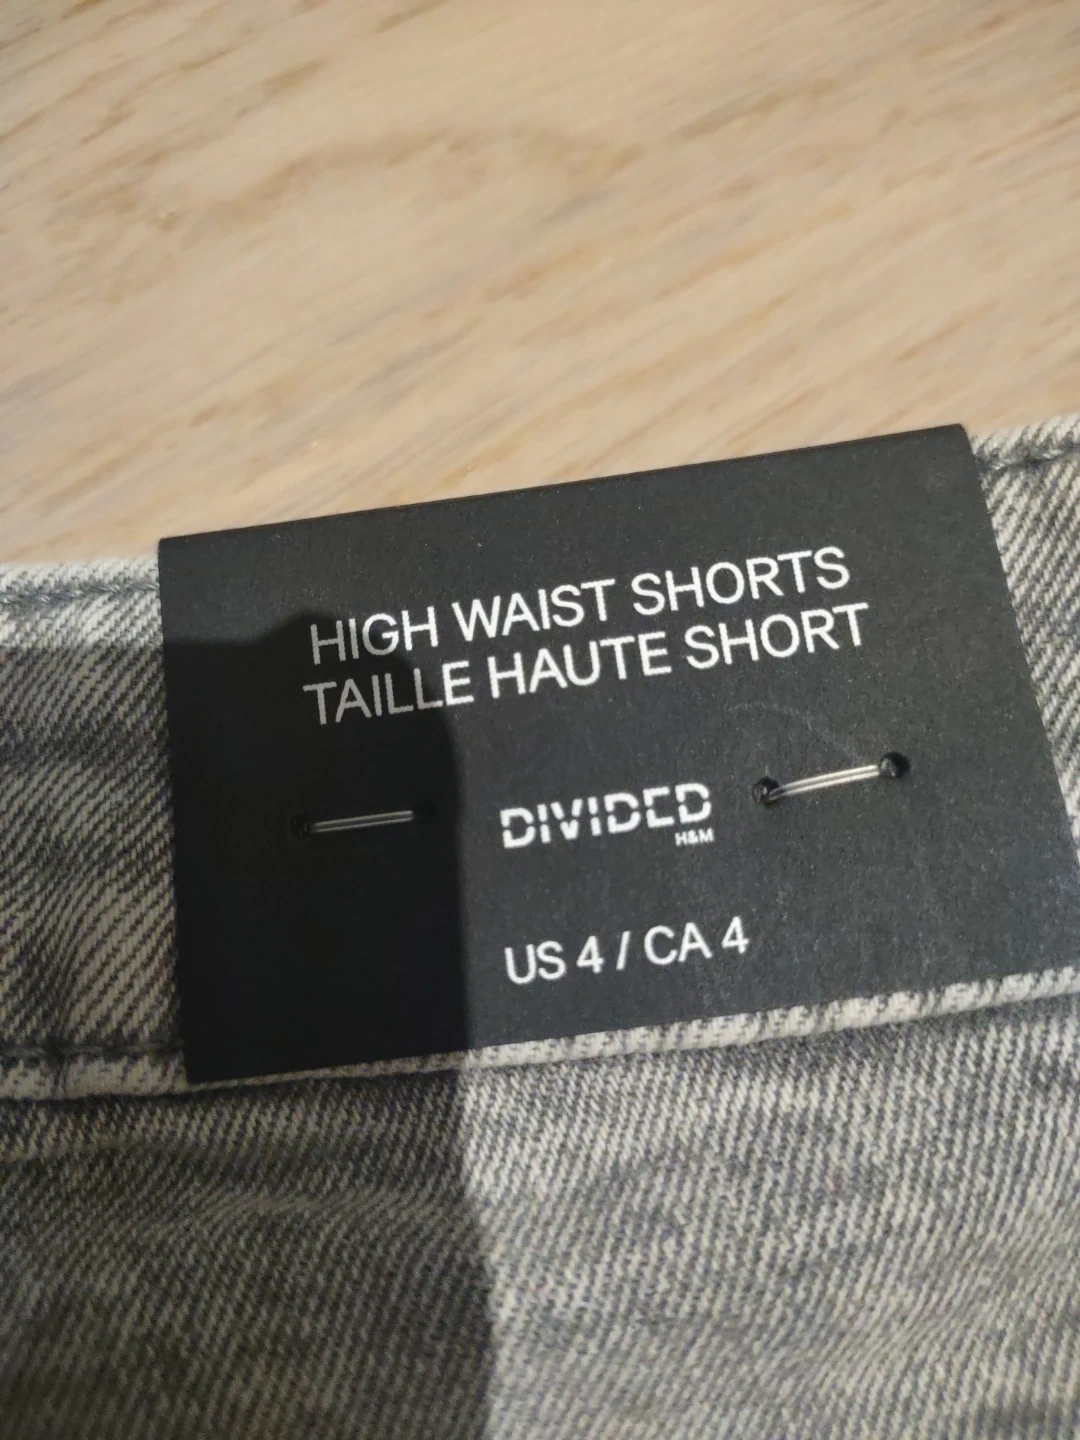 HIGH WAIST SHORTS
TAILLE HAUTE SHORT
DIVIDED
H&M
US 4 / CA 4